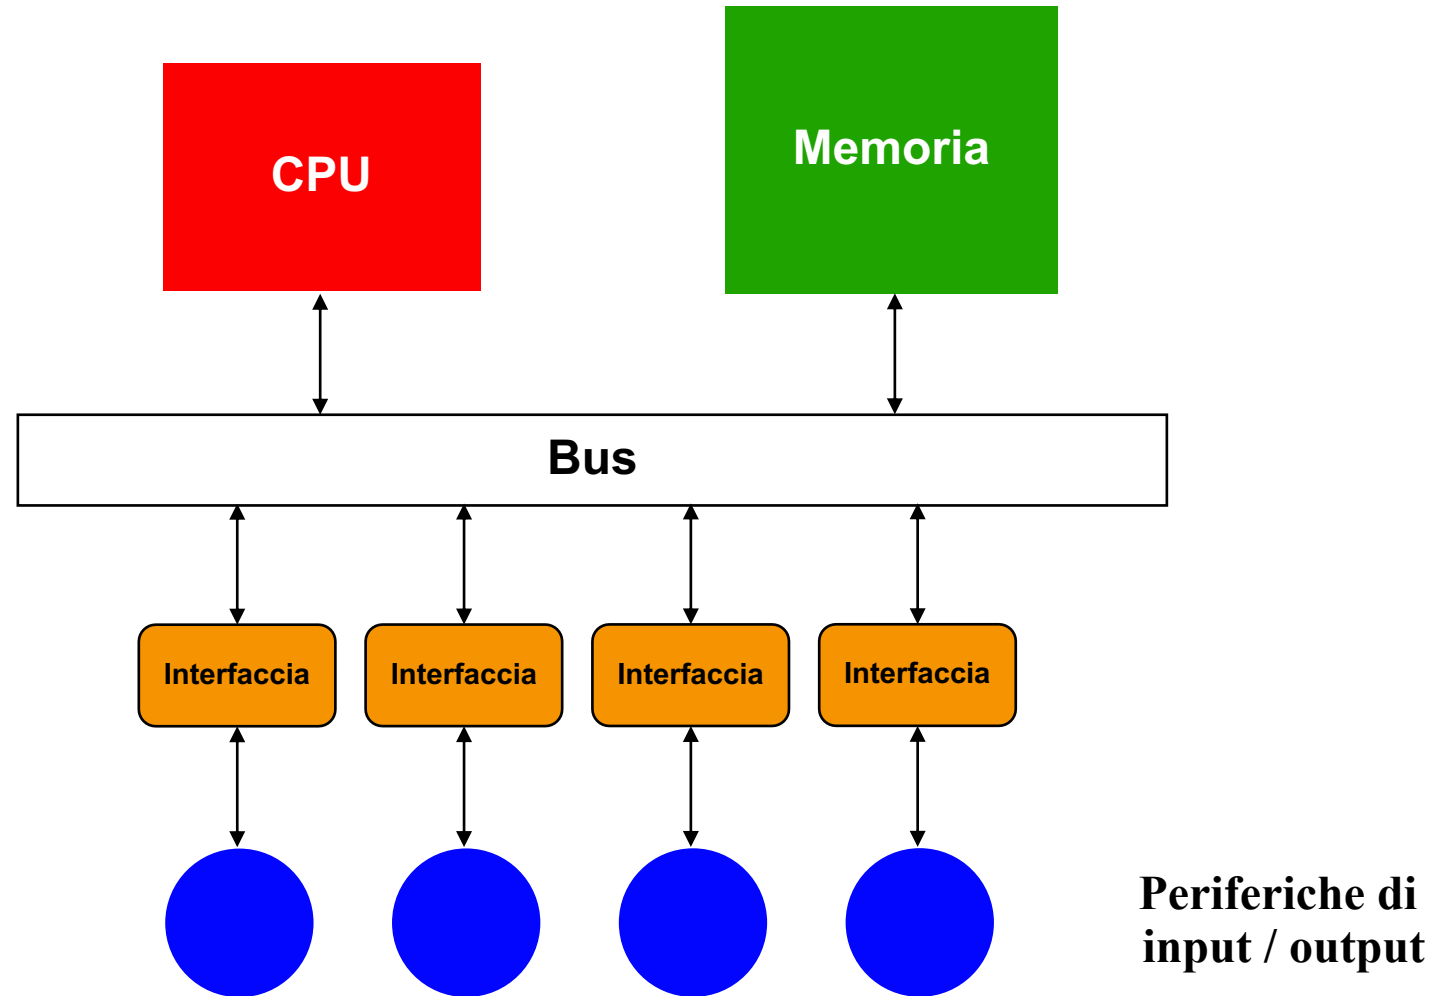 CPU
Memoria
Bus
Interfaccia
Interfaccia
Interfaccia
Interfaccia
Periferiche di
input / output